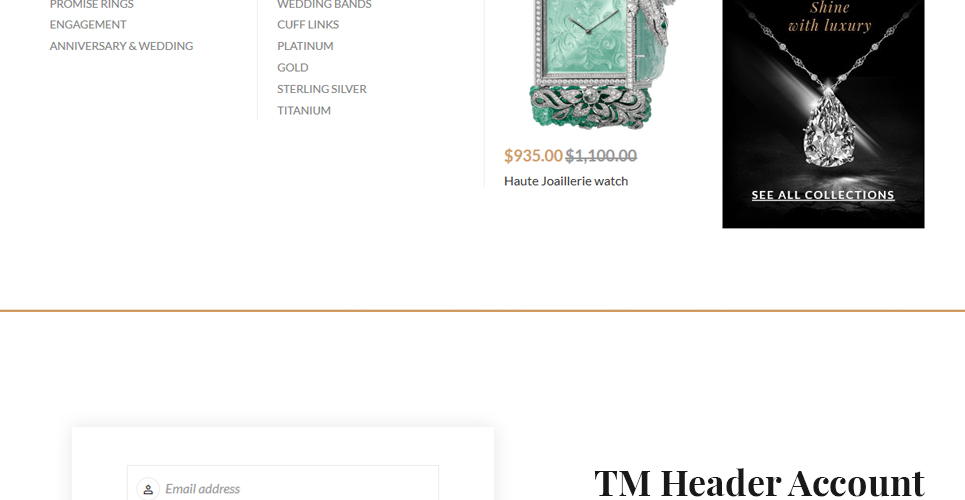 PROMISE RINGS
ENGAGEMENT
ANNIVERSARY & WEDDING
WEDDING BANDS
CUFF LINKS
PLATINUM
GOLD
STERLING SILVER
TITANIUM
$935.00 $1,100.00
Haute Joaillerie watch
Shine
with luxury
SEE ALL COLLECTIONS
Email address
TM Header Account